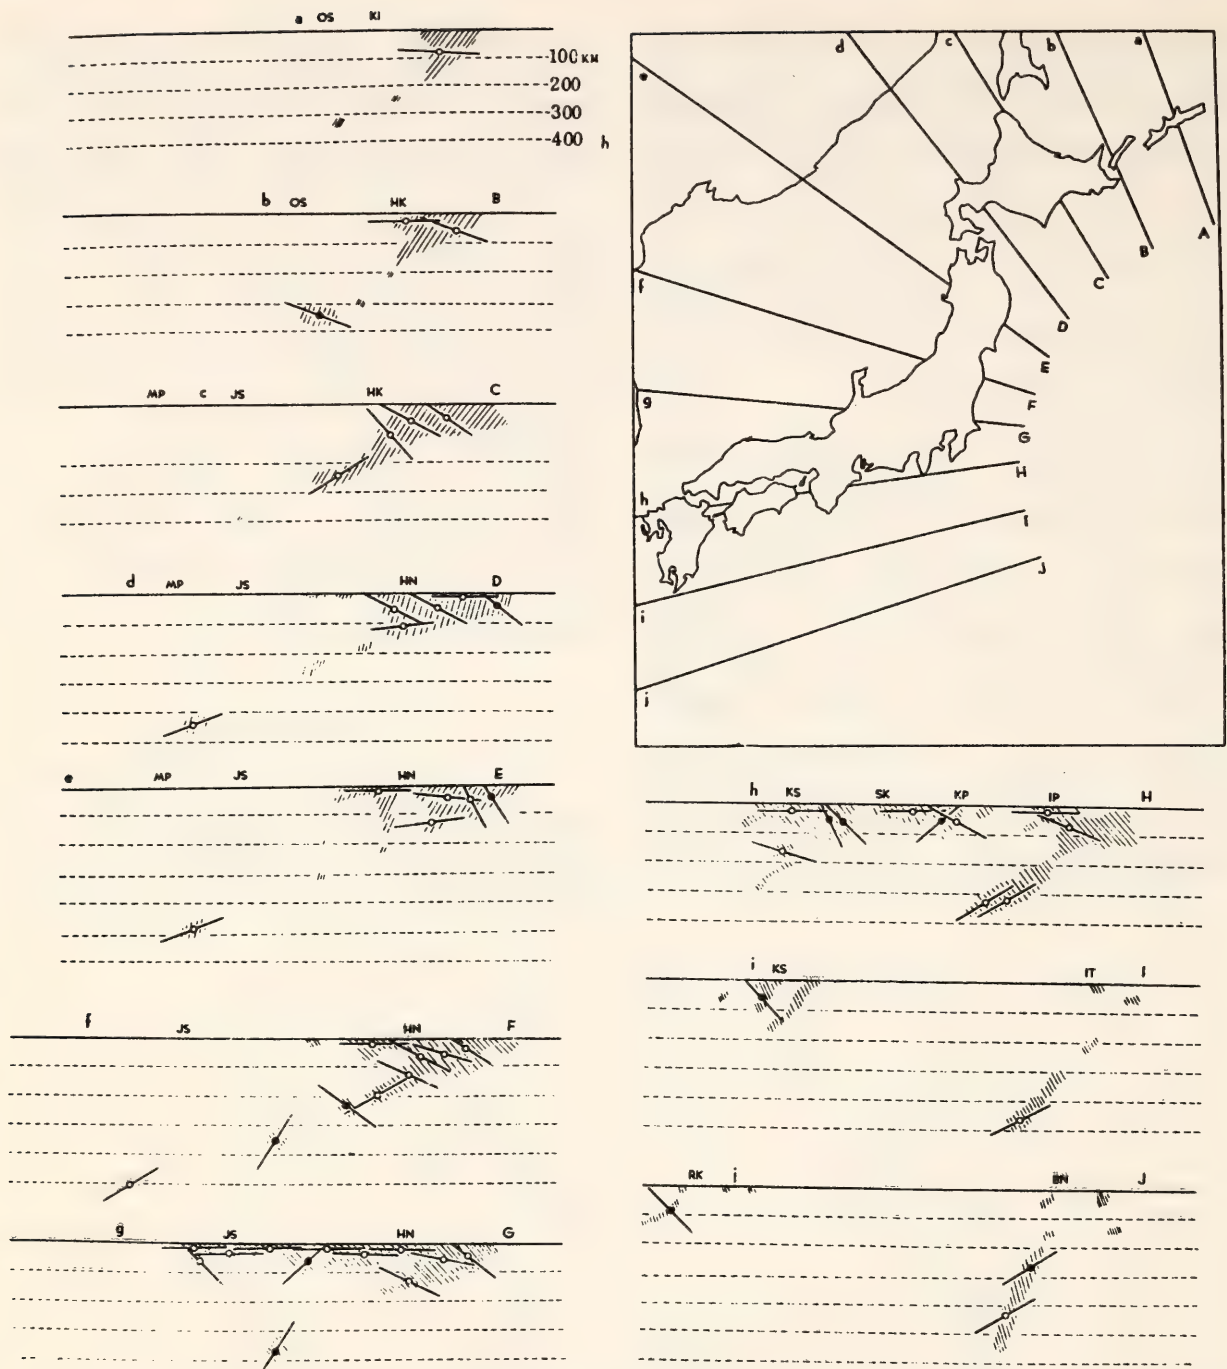 a OS KI
100 KM
200
300
400 h
b OS HK B
MP c JS HK C
d MP JS HN D
e MP JS HN E
f JS HN F
g JS HN G
d c b a
e
A
B
C
D
E
f
F
g
G
H
h
I
J
i
j
h KS SK KP IP H
i KS IT I
RK j BN J